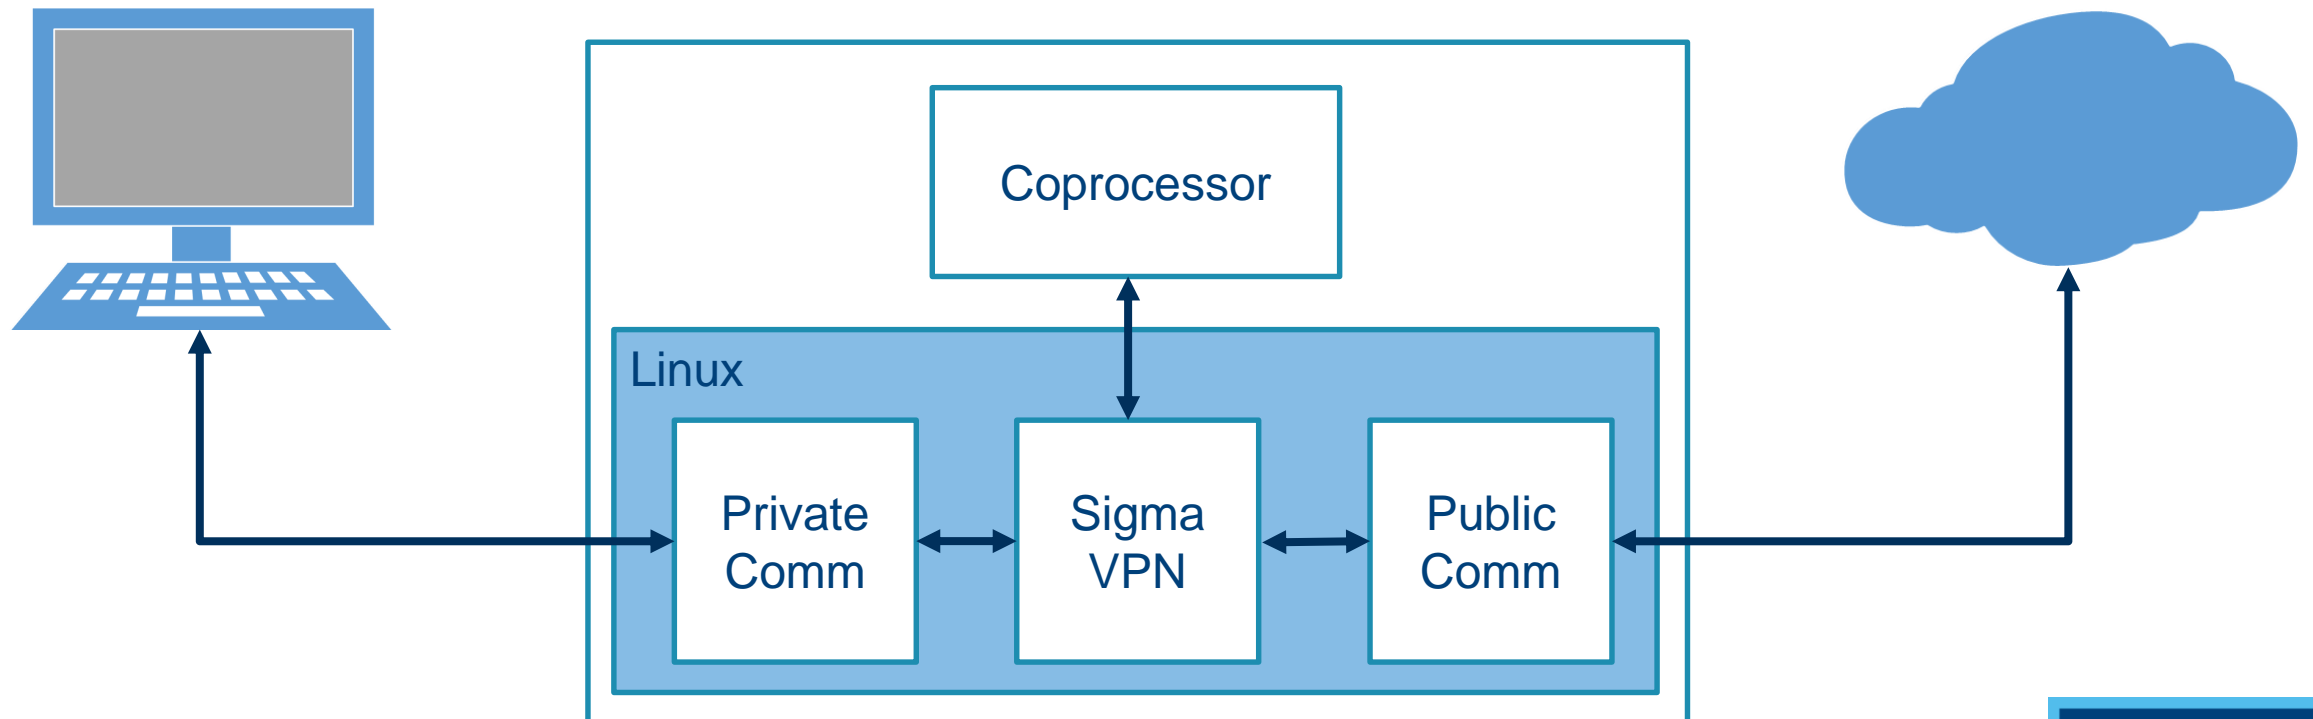 Coprocessor
Linux
Private
Comm
Sigma
VPN
Public
Comm